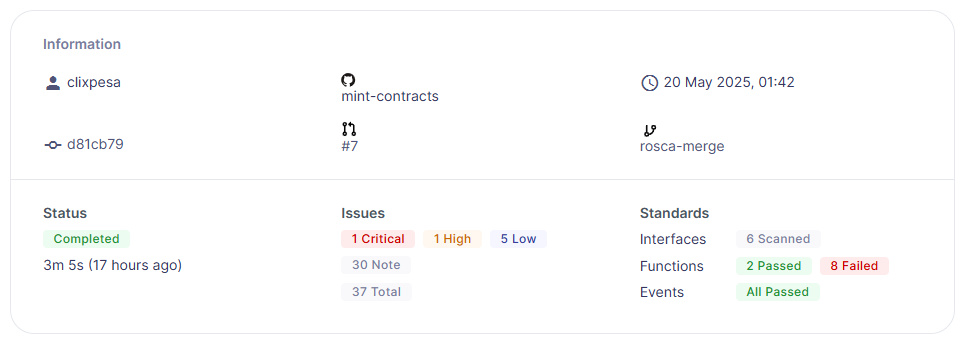 Information
clixpesa
mint-contracts
20 May 2025, 01:42
d81cb79
#7
rosca-merge
Status
Completed
3m 5s (17 hours ago)
Issues
1 Critical 1 High 5 Low
30 Note
37 Total
Standards
Interfaces 6 Scanned
Functions 2 Passed 8 Failed
Events All Passed